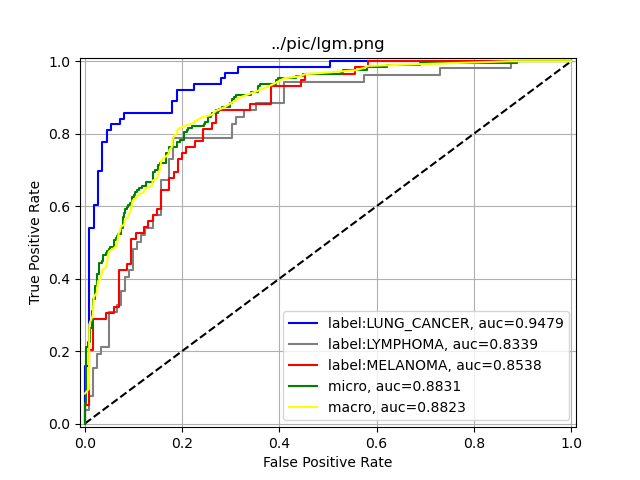 ../pic/lgm.png
1.0
0.8
0.6
0.4
0.2
0.0
True Positive Rate
label:LUNG_CANCER, auc=0.9479
label:LYMPHOMA, auc=0.8339
label:MELANOMA, auc=0.8538
micro, auc=0.8831
macro, auc=0.8823
0.0 0.2 0.4 0.6 0.8 1.0
False Positive Rate